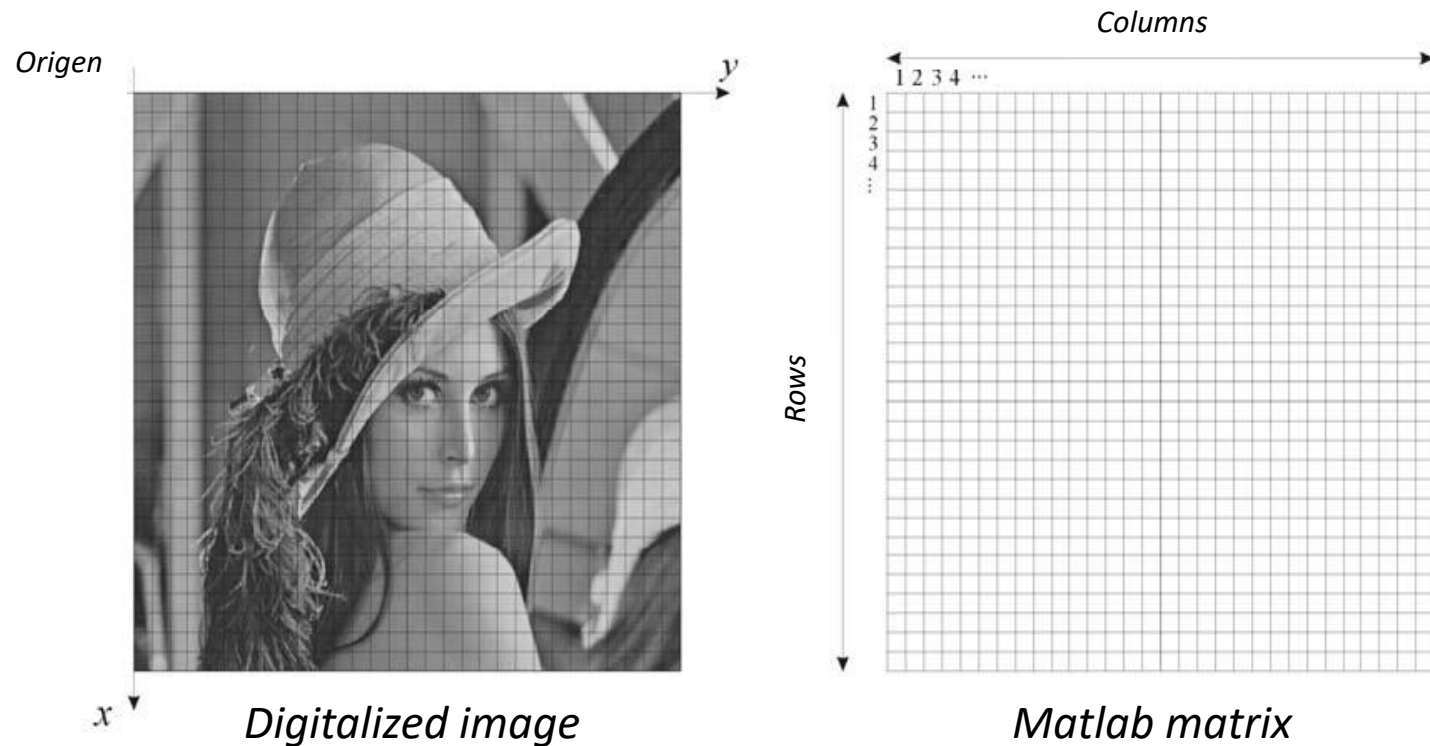 Columns
Origen
y
1 2 3 4 ...
1
2
3
4
⋮
Rows
x
Digitalized image
Matlab matrix